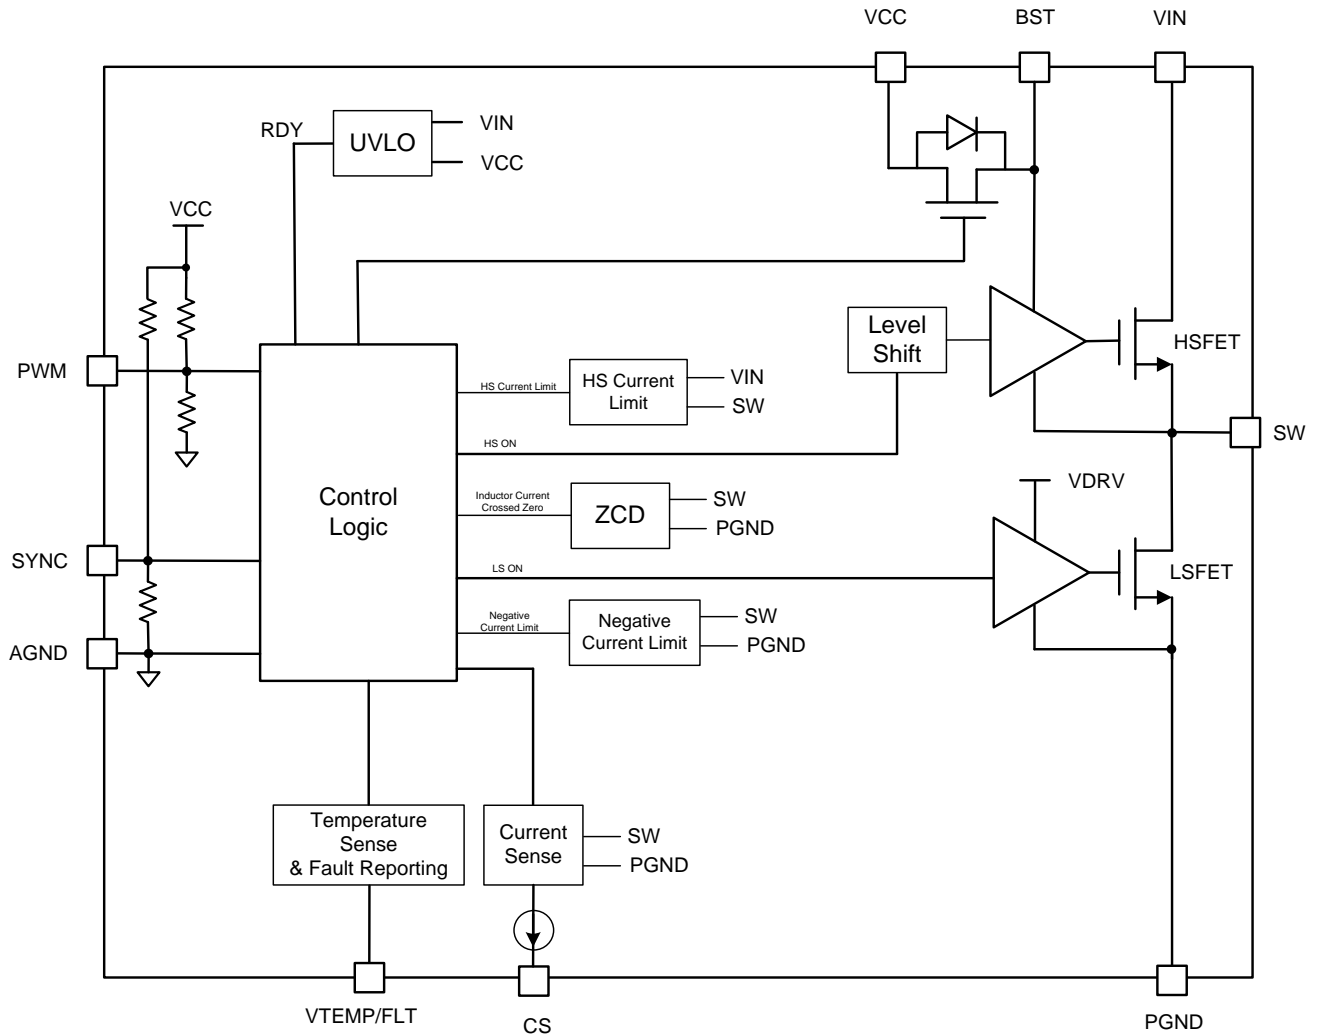 VCC
BST
VIN
RDY
UVLO
VIN
VCC
VCC
Level
Shift
HSFET
PWM
HS Current Limit
HS Current
Limit
VIN
SW
HS ON
SW
Control
Logic
Inductor Current
Crossed Zero
ZCD
SW
PGND
VDRV
SYNC
LS ON
LSFET
Negative
Current Limit
Negative
Current Limit
SW
PGND
AGND
Temperature
Sense
& Fault Reporting
Current
Sense
SW
PGND
VTEMP/FLT
CS
PGND